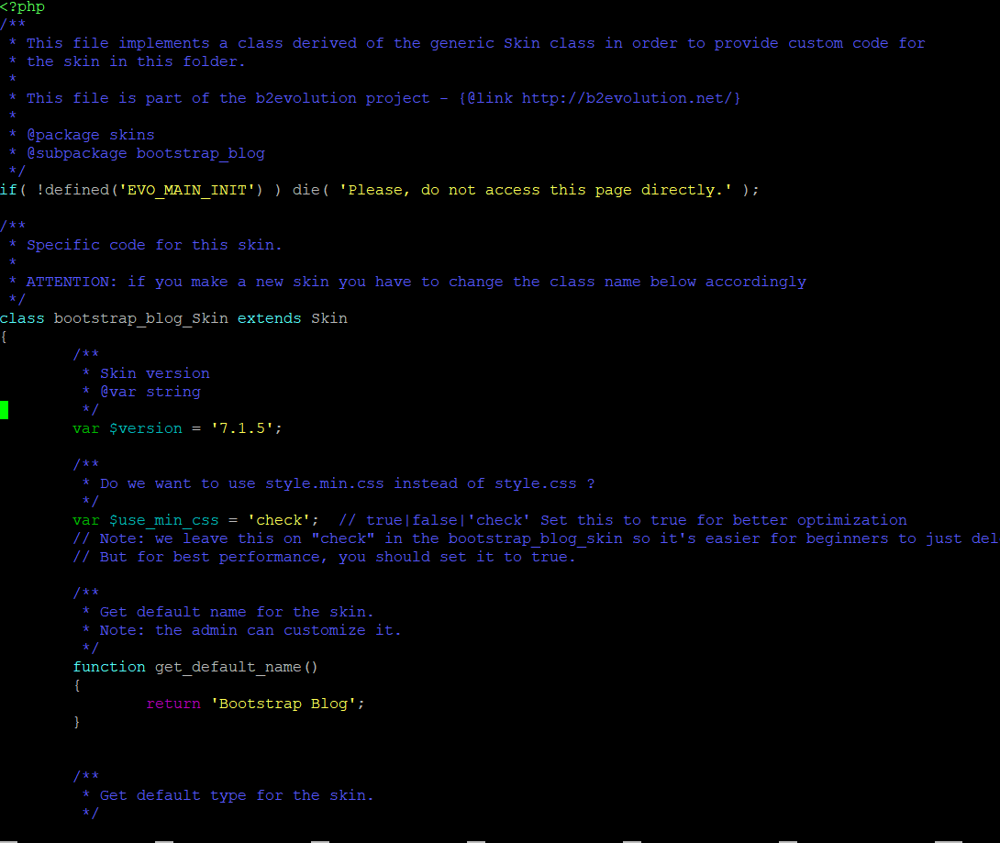 <?php
/**
 * This file implements a class derived of the generic Skin class in order to provide custom code for
 * the skin in this folder.
 *
 * This file is part of the b2evolution project - {@link http://b2evolution.net/}
 *
 * @package skins
 * @subpackage bootstrap_blog
 */
if( !defined('EVO_MAIN_INIT') ) die( 'Please, do not access this page directly.' );

/**
 * Specific code for this skin.
 *
 * ATTENTION: if you make a new skin you have to change the class name below accordingly
 */
class bootstrap_blog_Skin extends Skin
{
        /**
         * Skin version
         * @var string
         */
        var $version = '7.1.5';

        /**
         * Do we want to use style.min.css instead of style.css ?
         */
        var $use_min_css = 'check';  // true|false|'check' Set this to true for better optimization
        // Note: we leave this on "check" in the bootstrap_blog_skin so it's easier for beginners to just del
        // But for best performance, you should set it to true.

        /**
         * Get default name for the skin.
         * Note: the admin can customize it.
         */
        function get_default_name()
        {
                return 'Bootstrap Blog';
        }


        /**
         * Get default type for the skin.
         */